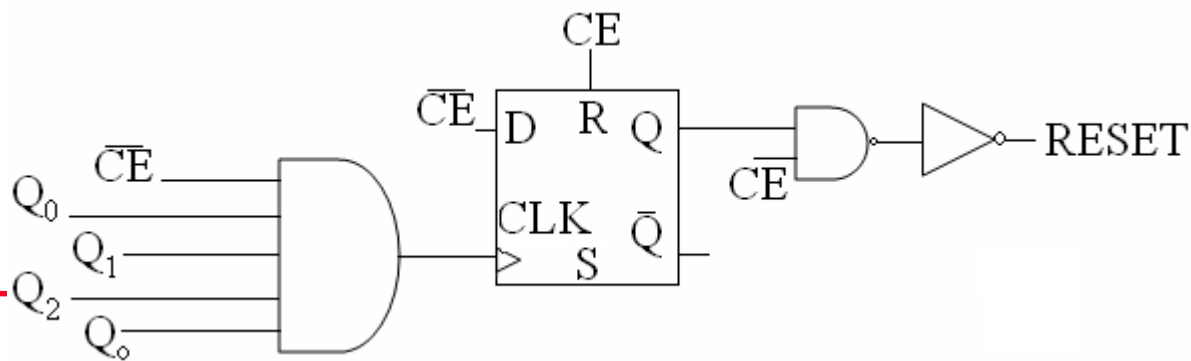 CE
C̅E̅ D R Q
C̅E̅
Q₀
Q₁
Q₂
Qₒ
CLK
S
Q̅
C̅E̅
RESET